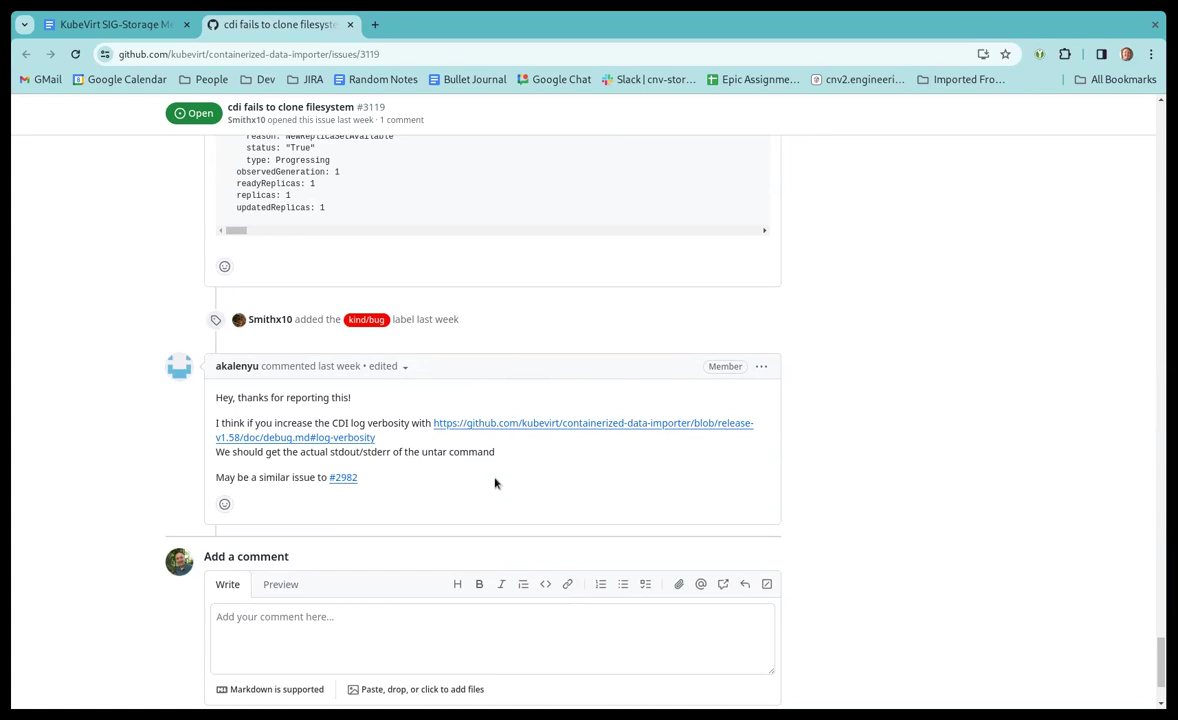 KubeVirt SIG-Storage Me
cdi fails to clone filesyste
github.com/kubevirt/containerized-data-importer/issues/3119
GMail
Google Calendar
People
Dev
JIRA
Random Notes
Bullet Journal
Google Chat
Slack | cnv-stor...
Epic Assignme...
cnv2.engineeri...
Imported Fro...
All Bookmarks
Open
cdi fails to clone filesystem #3119
Smithx10 opened this issue last week · 1 comment
reason: NewReplicaSetAvailable
status: "True"
type: Progressing
observedGeneration: 1
readyReplicas: 1
replicas: 1
updatedReplicas: 1
Smithx10 added the kind/bug label last week
akalenyu commented last week • edited
Member
Hey, thanks for reporting this!
I think if you increase the CDI log verbosity with https://github.com/kubevirt/containerized-data-importer/blob/release-
v1.58/doc/debug.md#log-verbosity
We should get the actual stdout/stderr of the untar command
May be a similar issue to #2982
Add a comment
Write
Preview
Add your comment here...
Markdown is supported
Paste, drop, or click to add files